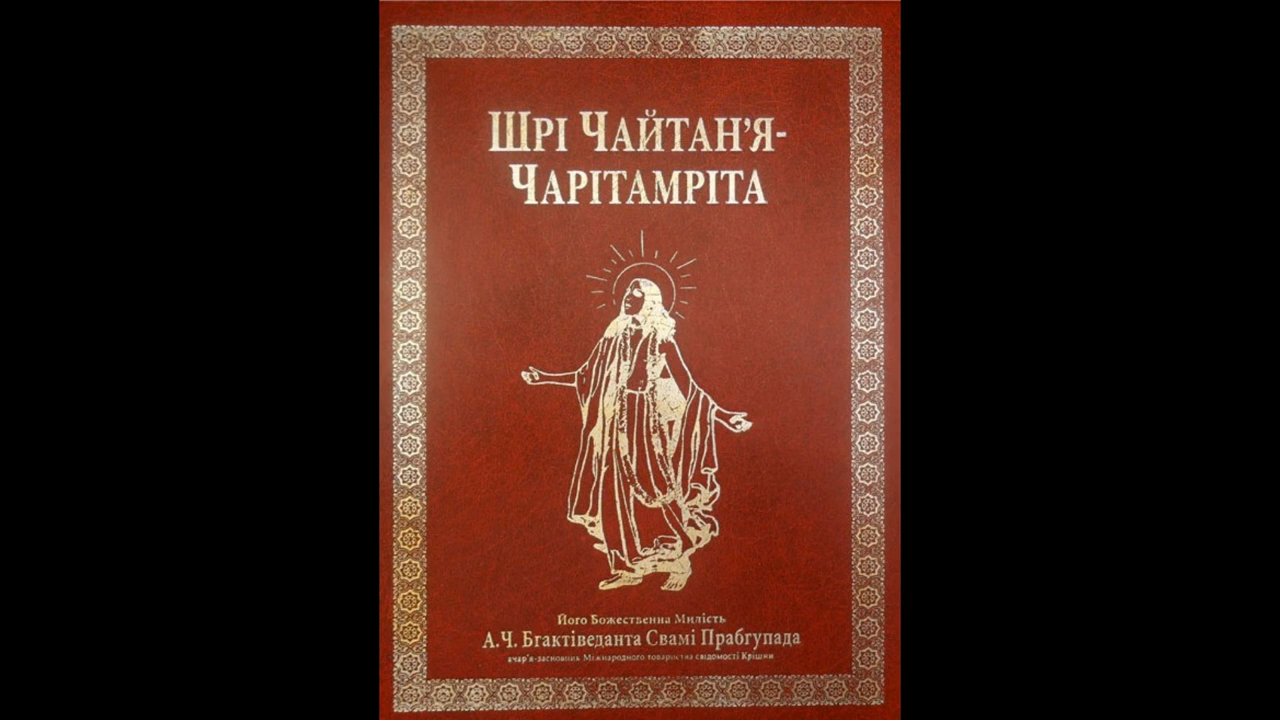 Шрі Чайтан’я-
Чарітамріта
Його Божественна Милість
А.Ч. Бгактіведанта Свамі Прабгупада
ачар’я-засновник Міжнародного товариства свідомості Крішни